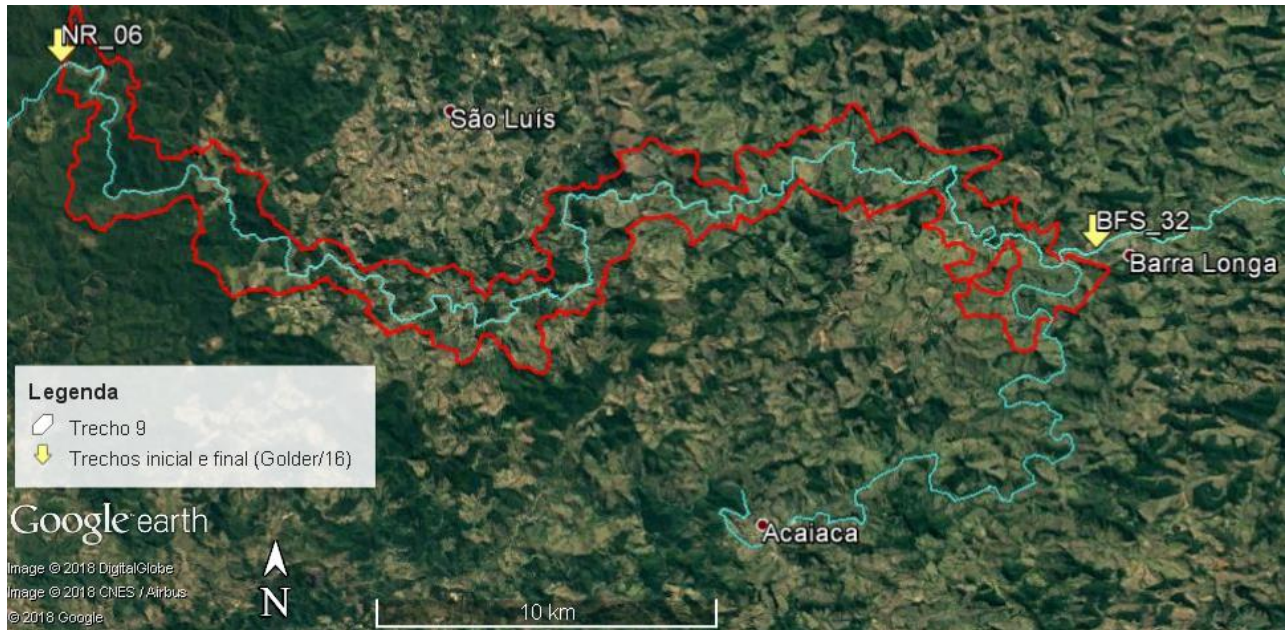 NR_06
São Luís
BFS_32
Barra Longa
Legenda
Trecho 9
Trechos inicial e final (Golder/16)
Acaiaca
Google earth
Image © 2018 DigitalGlobe
Image © 2018 CNES / Airbus
© 2018 Google
N
10 km